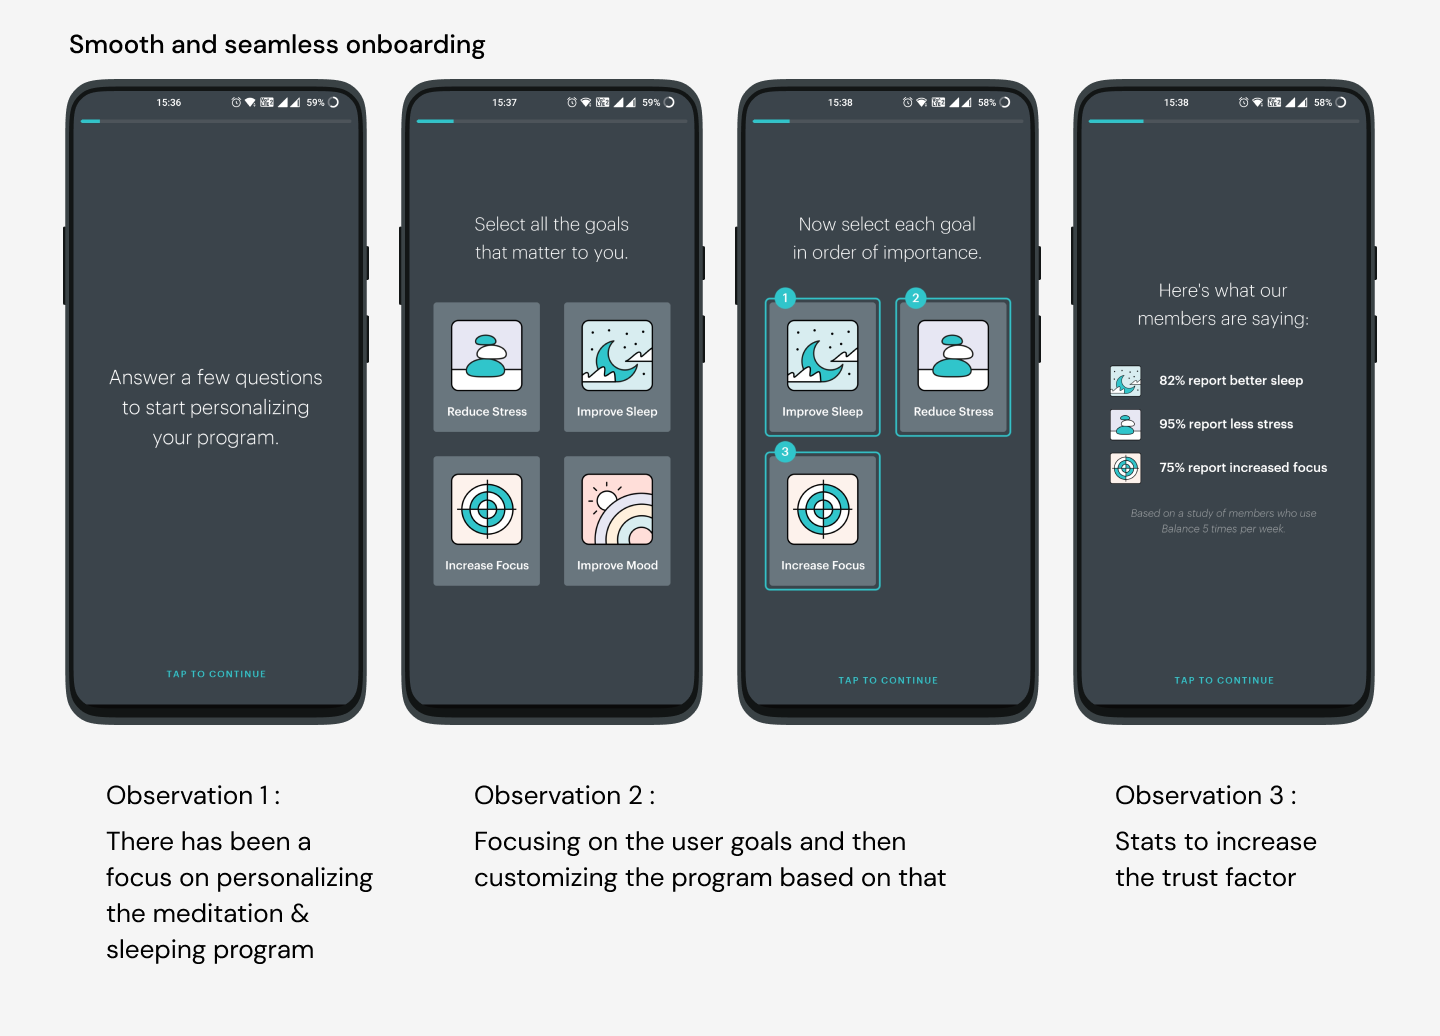 Smooth and seamless onboarding
15:36
59%
Answer a few questions
to start personalizing
your program.
TAP TO CONTINUE
15:37
59%
Select all the goals
that matter to you.
Reduce Stress
Improve Sleep
Increase Focus
Improve Mood
15:38
58%
Now select each goal
in order of importance.
1
2
Improve Sleep
Reduce Stress
3
Increase Focus
TAP TO CONTINUE
15:38
58%
Here's what our
members are saying:
82% report better sleep
95% report less stress
75% report increased focus
Based on a study of members who use
Balance 5 times per week.
TAP TO CONTINUE
Observation 1 :
There has been a
focus on personalizing
the meditation &
sleeping program
Observation 2 :
Focusing on the user goals and then
customizing the program based on that
Observation 3 :
Stats to increase
the trust factor